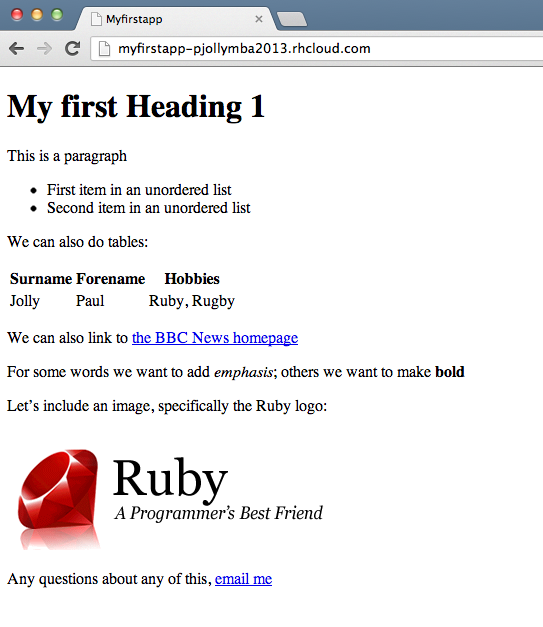 Myfirstapp
myfirstapp-pjollymba2013.rhcloud.com
My first Heading 1
This is a paragraph
First item in an unordered list
Second item in an unordered list
We can also do tables:
Surname Forename Hobbies
Jolly Paul Ruby, Rugby
We can also link to the BBC News homepage
For some words we want to add emphasis; others we want to make bold
Let’s include an image, specifically the Ruby logo:
Ruby
A Programmer’s Best Friend
Any questions about any of this, email me